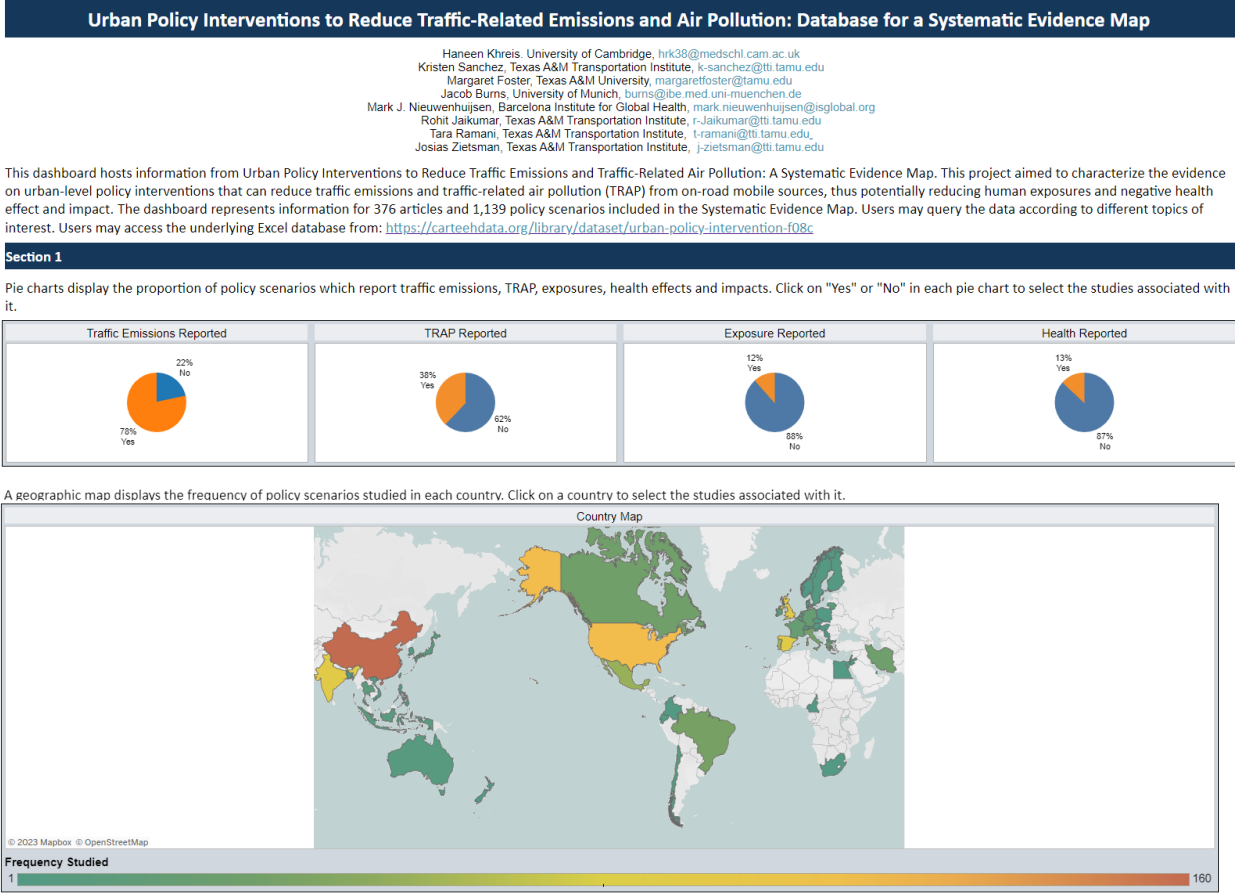 Urban Policy Interventions to Reduce Traffic-Related Emissions and Air Pollution: Database for a Systematic Evidence Map
Haneen Khreis. University of Cambridge, hrk38@medschl.cam.ac.uk
Kristen Sanchez, Texas A&M Transportation Institute, k-sanchez@tti.tamu.edu
Margaret Foster, Texas A&M University, margaretfoster@tamu.edu
Jacob Burns, University of Munich, burns@ibe.med.uni-muenchen.de
Mark J. Nieuwenhuijsen, Barcelona Institute for Global Health, mark.nieuwenhuijsen@isglobal.org
Rohit Jaikumar, Texas A&M Transportation Institute, r-Jaikumar@tti.tamu.edu
Tara Ramani, Texas A&M Transportation Institute, t-ramani@tti.tamu.edu
Josias Zietsman, Texas A&M Transportation Institute, j-zietsman@tti.tamu.edu
This dashboard hosts information from Urban Policy Interventions to Reduce Traffic Emissions and Traffic-Related Air Pollution: A Systematic Evidence Map. This project aimed to characterize the evidence
on urban-level policy interventions that can reduce traffic emissions and traffic-related air pollution (TRAP) from on-road mobile sources, thus potentially reducing human exposures and negative health
effect and impact. The dashboard represents information for 376 articles and 1,139 policy scenarios included in the Systematic Evidence Map. Users may query the data according to different topics of
interest. Users may access the underlying Excel database from: https://carteehdata.org/library/dataset/urban-policy-intervention-f08c
Section 1
Pie charts display the proportion of policy scenarios which report traffic emissions, TRAP, exposures, health effects and impacts. Click on "Yes" or "No" in each pie chart to select the studies associated with
it.
Traffic Emissions Reported
22%
No
78%
Yes
TRAP Reported
38%
Yes
62%
No
Exposure Reported
12%
Yes
88%
No
Health Reported
13%
Yes
87%
No
A geographic map displays the frequency of policy scenarios studied in each country. Click on a country to select the studies associated with it.
Country Map
© 2023 Mapbox © OpenStreetMap
Frequency Studied
1 160